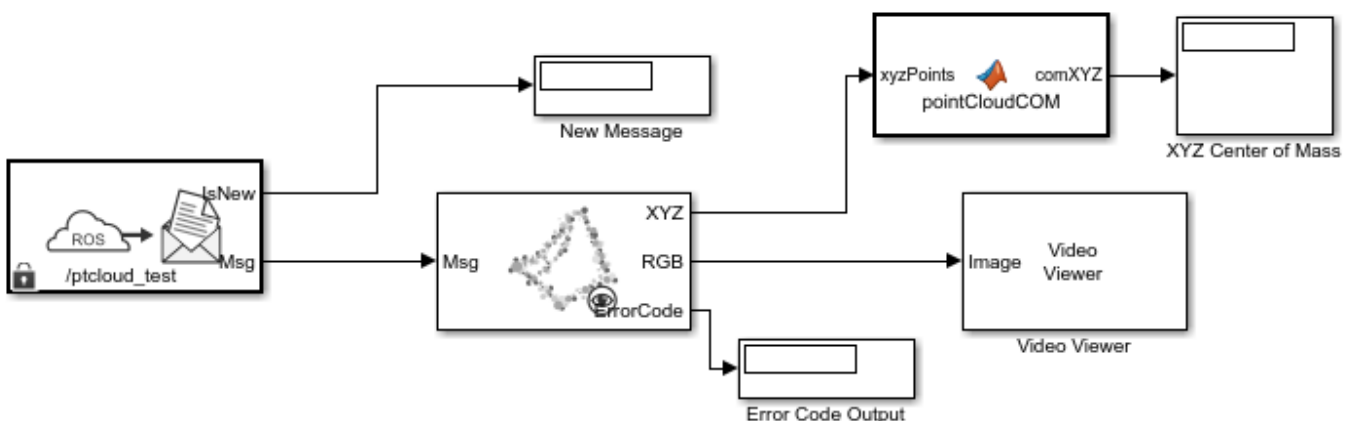 IsNew
ROS
/ptcloud_test
Msg
New Message
Msg
XYZ
RGB
ErrorCode
Error Code Output
xyzPoints
comXYZ
pointCloudCOM
XYZ Center of Mass
Image
Video
Viewer
Video Viewer